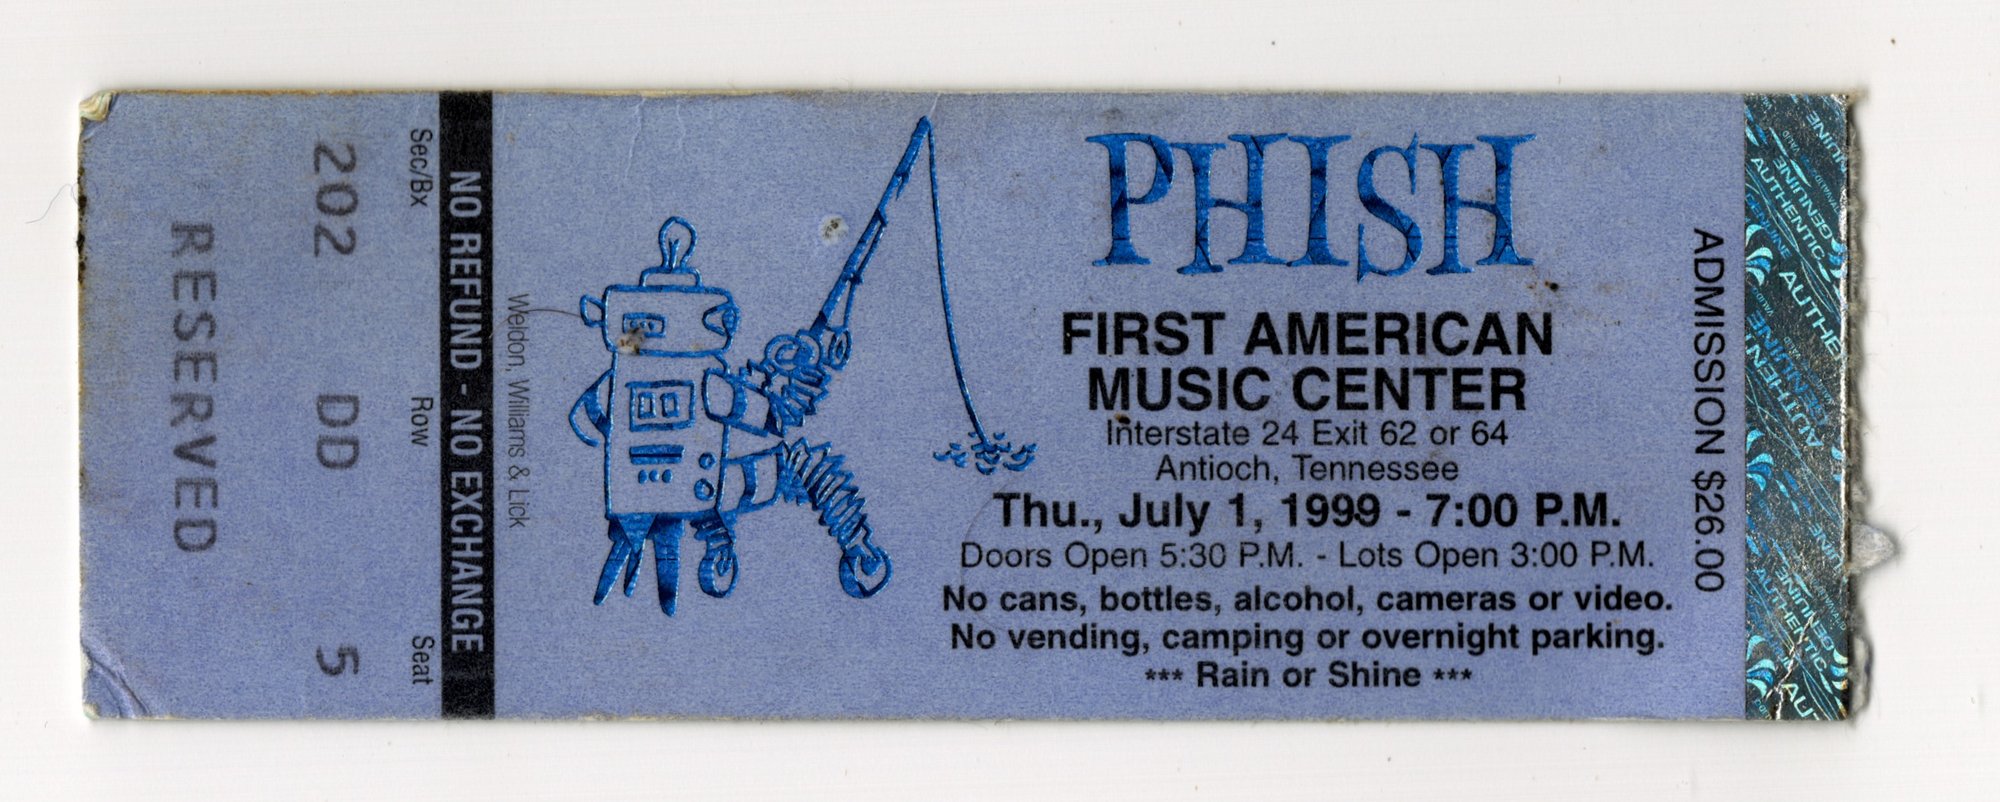 RESERVED
202 DD 5
Sec/Bx Row Seat
NO REFUND - NO EXCHANGE
Weldon, Williams & Lick
PHISH
FIRST AMERICAN
MUSIC CENTER
Interstate 24 Exit 62 or 64
Antioch, Tennessee
Thu., July 1, 1999 - 7:00 P.M.
Doors Open 5:30 P.M. - Lots Open 3:00 P.M.
No cans, bottles, alcohol, cameras or video.
No vending, camping or overnight parking.
*** Rain or Shine ***
ADMISSION $26.00
GENUINE
AUTHENTIC